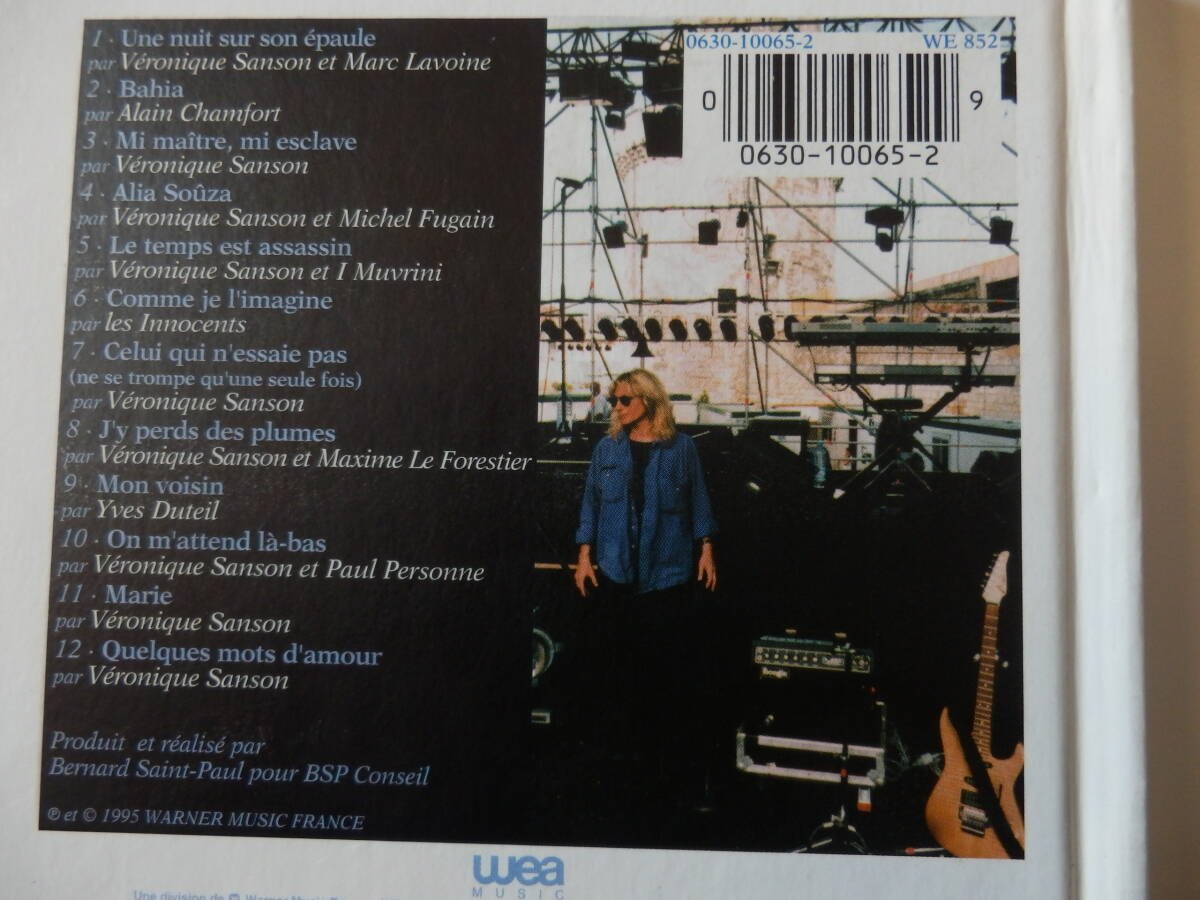 1 · Une nuit sur son épaule
par Véronique Sanson et Marc Lavoine
2 · Bahia
par Alain Chamfort
3 · Mi maître, mi esclave
par Véronique Sanson
4 · Alia Soûza
par Véronique Sanson et Michel Fugain
5 · Le temps est assassin
par Véronique Sanson et I Muvrini
6 · Comme je l'imagine
par les Innocents
7 · Celui qui n'essaie pas
(ne se trompe qu'une seule fois)
par Véronique Sanson
8 · J'y perds des plumes
par Véronique Sanson et Maxime Le Forestier
9 · Mon voisin
par Yves Duteil
10 · On m'attend là-bas
par Véronique Sanson et Paul Personne
11 · Marie
par Véronique Sanson
12 · Quelques mots d'amour
par Véronique Sanson
Produit et réalisé par
Bernard Saint-Paul pour BSP Conseil
℗ et © 1995 WARNER MUSIC FRANCE
0630-10065-2 WE 852
0 9
0630-10065-2
wea
MUSIC
Une division de Warner Music